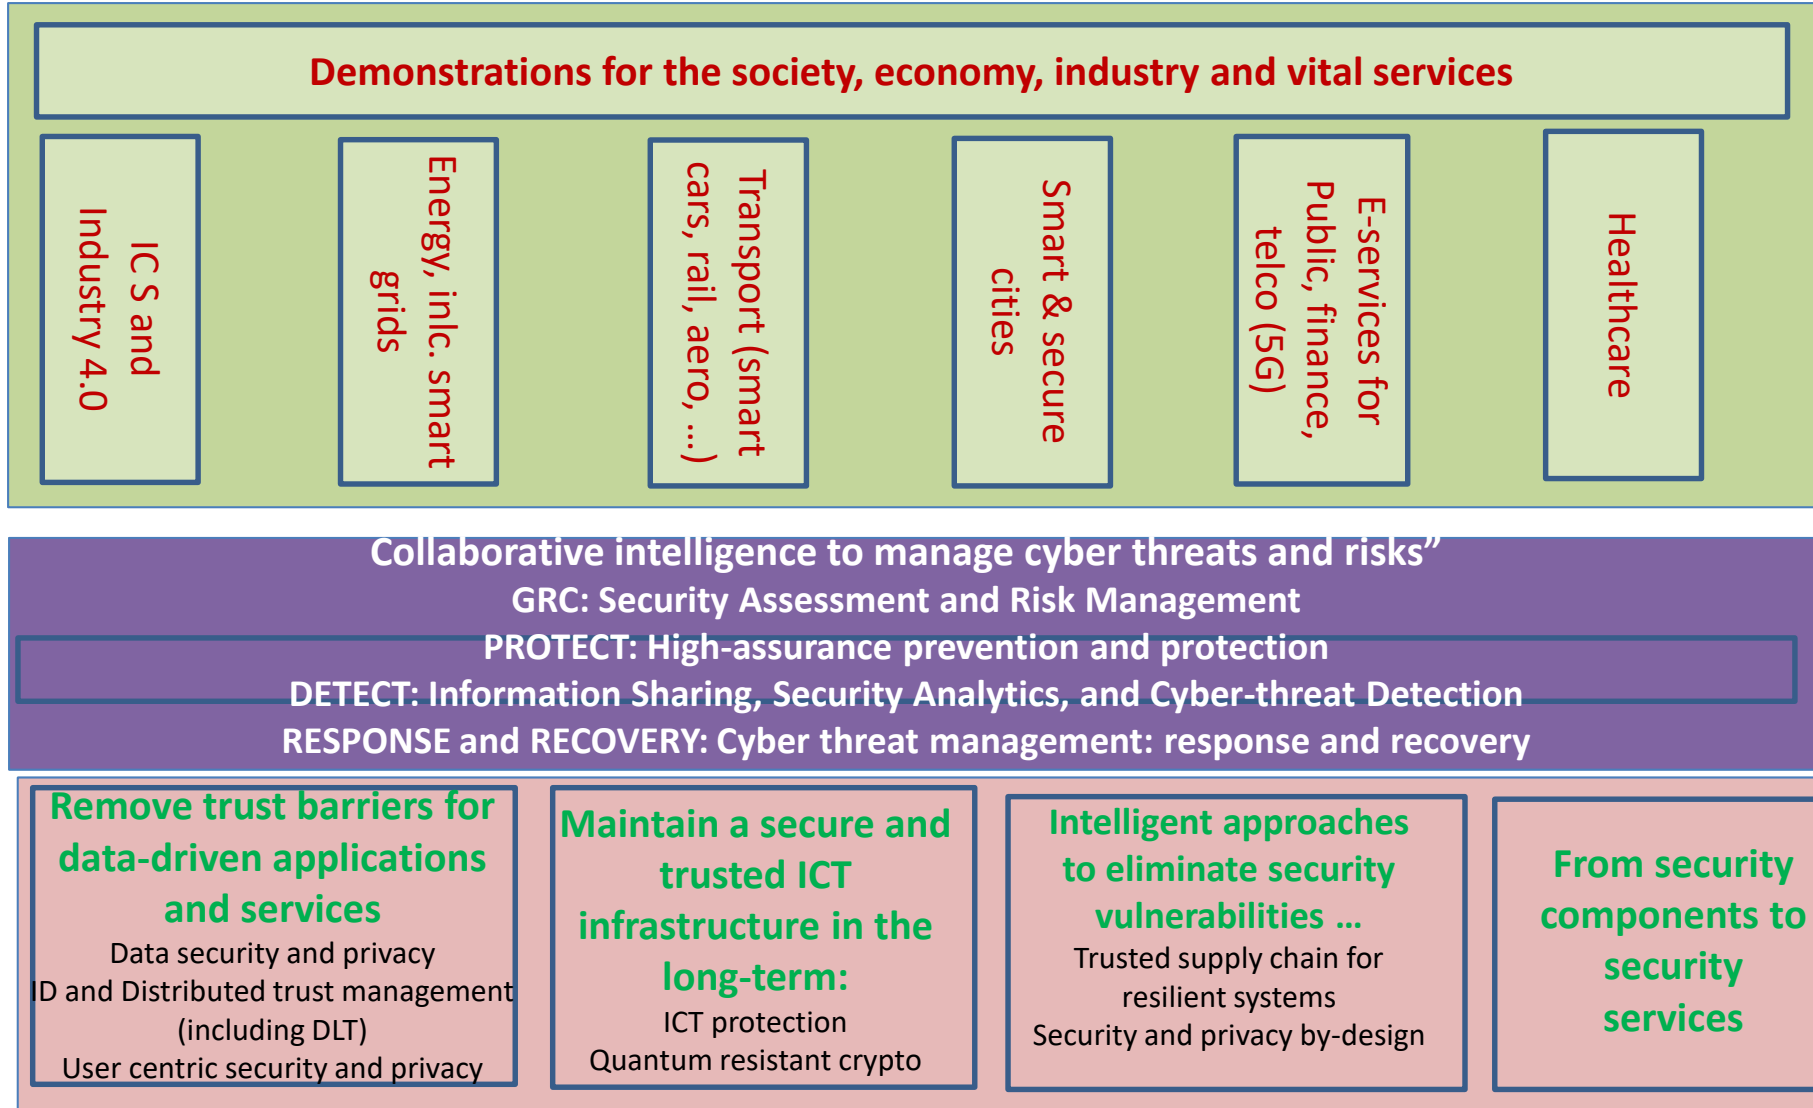 Demonstrations for the society, economy, industry and vital services
IC S and
Industry 4.0
Energy, inlc. smart
grids
Transport (smart
cars, rail, aero, ...)
Smart & secure
cities
E-services for
Public, finance,
telco (5G)
Healthcare
Collaborative intelligence to manage cyber threats and risks”
GRC: Security Assessment and Risk Management
PROTECT: High-assurance prevention and protection
DETECT: Information Sharing, Security Analytics, and Cyber-threat Detection
RESPONSE and RECOVERY: Cyber threat management: response and recovery
Remove trust barriers for
data-driven applications
and services
Data security and privacy
ID and Distributed trust management
(including DLT)
User centric security and privacy
Maintain a secure and
trusted ICT
infrastructure in the
long-term:
ICT protection
Quantum resistant crypto
Intelligent approaches
to eliminate security
vulnerabilities ...
Trusted supply chain for
resilient systems
Security and privacy by-design
From security
components to
security
services